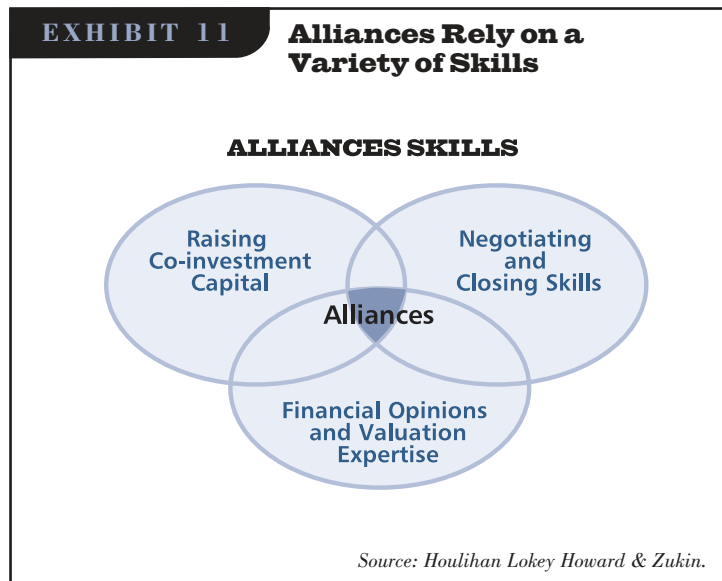 EXHIBIT 11
Alliances Rely on a
Variety of Skills
ALLIANCES SKILLS
Raising
Co-investment
Capital
Negotiating
and
Closing Skills
Alliances
Financial Opinions
and Valuation
Expertise
Source: Houlihan Lokey Howard & Zukin.